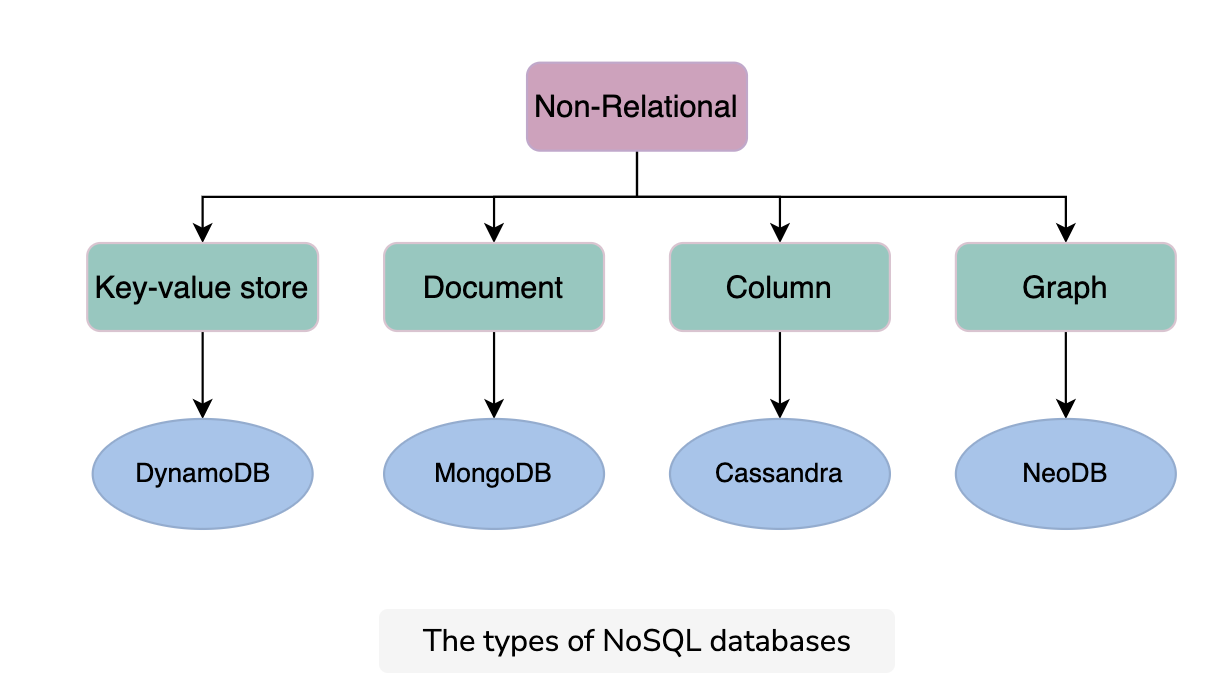 Non-Relational
Key-value store
Document
Column
Graph
DynamoDB
MongoDB
Cassandra
NeoDB
The types of NoSQL databases